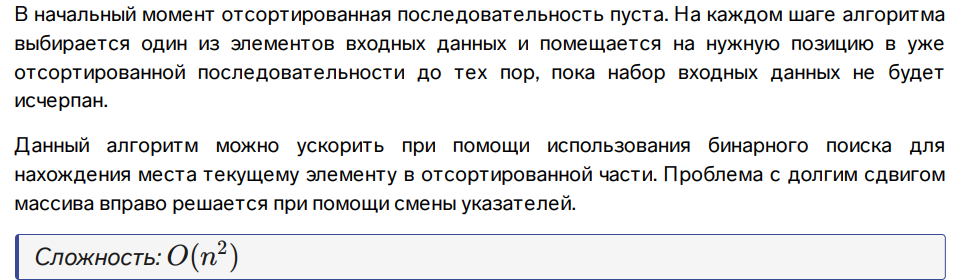 В начальный момент отсортированная последовательность пуста. На каждом шаге алгоритма
выбирается один из элементов входных данных и помещается на нужную позицию в уже
отсортированной последовательности до тех пор, пока набор входных данных не будет
исчерпан.
Данный алгоритм можно ускорить при помощи использования бинарного поиска для
нахождения места текущему элементу в отсортированной части. Проблема с долгим сдвигом
массива вправо решается при помощи смены указателей.
Сложность: O(n²)